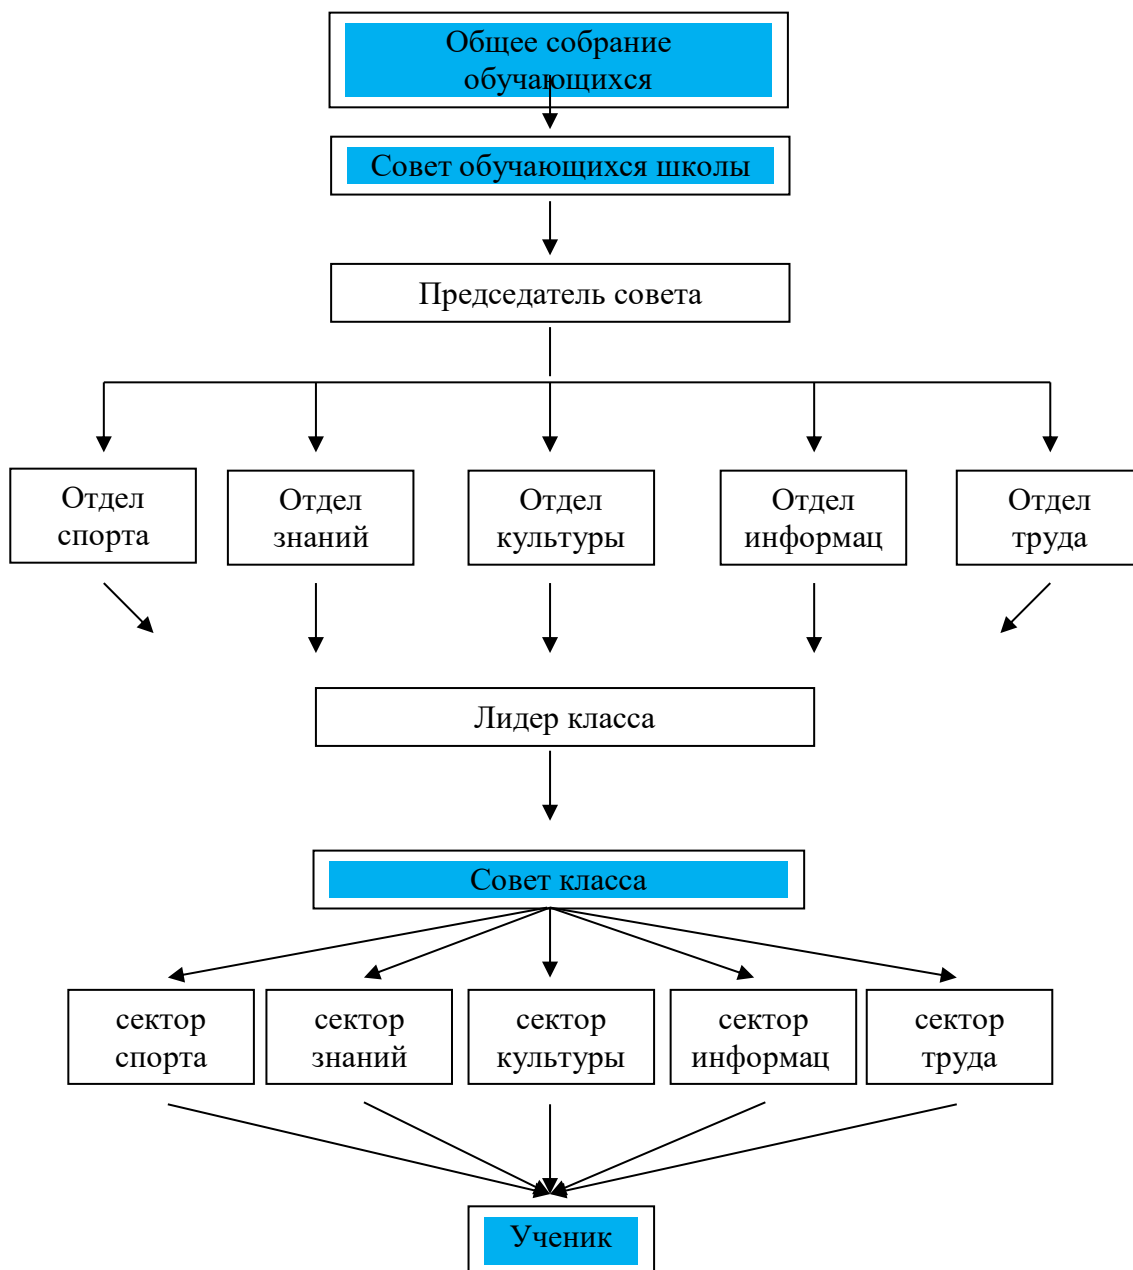 Общее собрание
обучающихся
Совет обучающихся школы
Председатель совета
Отдел
спорта
Отдел
знаний
Отдел
культуры
Отдел
информац
Отдел
труда
Лидер класса
Совет класса
сектор
спорта
сектор
знаний
сектор
культуры
сектор
информац
сектор
труда
Ученик